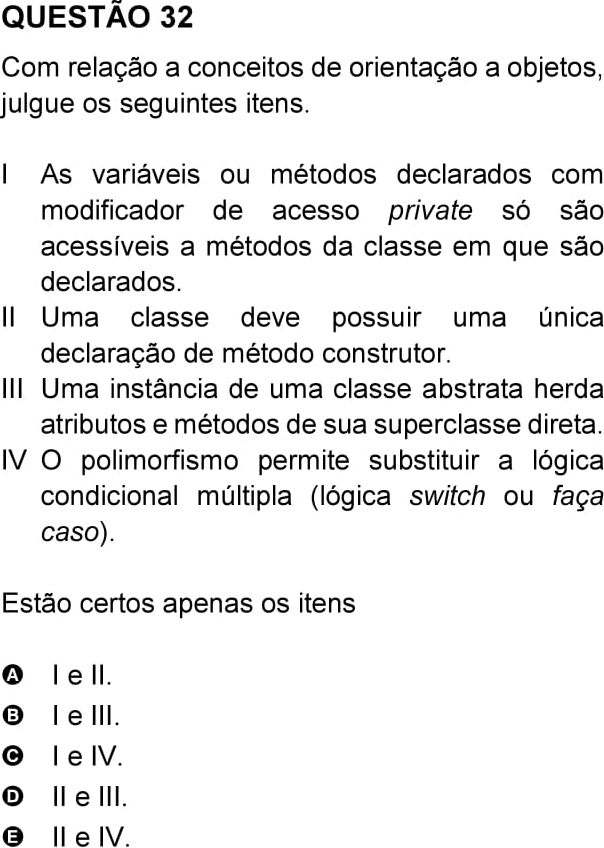 QUESTÃO 32
Com relação a conceitos de orientação a objetos,
julgue os seguintes itens.
I As variáveis ou métodos declarados com
modificador de acesso private só são
acessíveis a métodos da classe em que são
declarados.
II Uma classe deve possuir uma única
declaração de método construtor.
III Uma instância de uma classe abstrata herda
atributos e métodos de sua superclasse direta.
IV O polimorfismo permite substituir a lógica
condicional múltipla (lógica switch ou faça
caso).
Estão certos apenas os itens
A I e II.
B I e III.
C I e IV.
D II e III.
E II e IV.